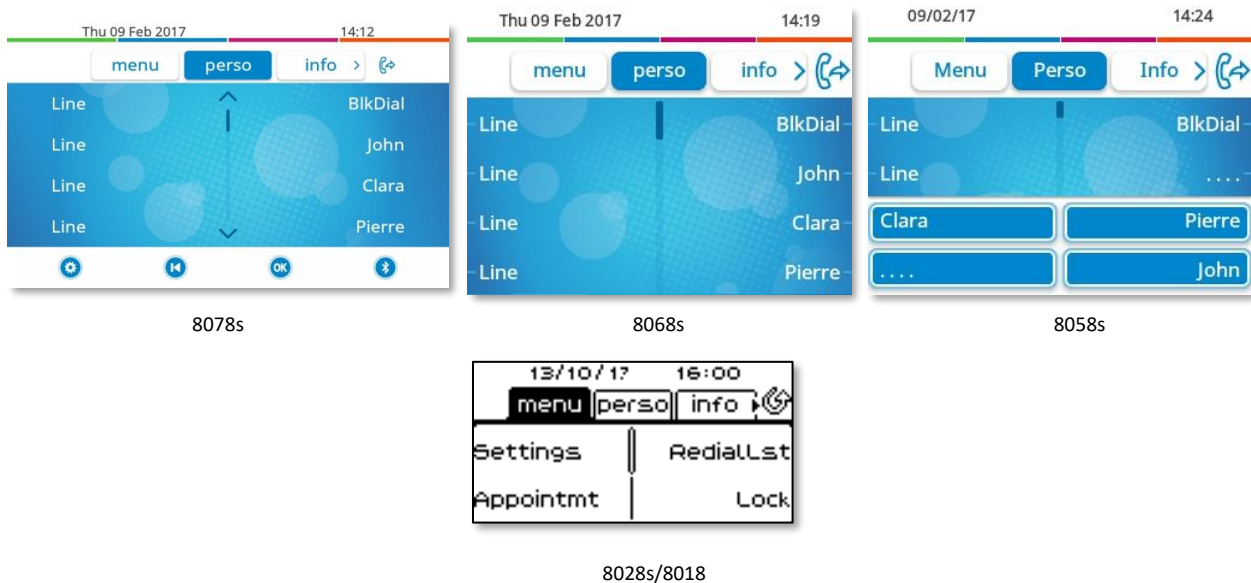 Thu 09 Feb 2017 14:12
menu perso info >
Line BlkDial
Line John
Line Clara
Line Pierre
OK
8078s
Thu 09 Feb 2017 14:19
menu perso info >
Line BlkDial
Line John
Line Clara
Line Pierre
8068s
09/02/17 14:24
Menu Perso Info >
Line BlkDial
Line ....
Clara Pierre
.... John
8058s
13/10/17 16:00
menu perso info
Settings RedialLst
Appointmt Lock
8028s/8018